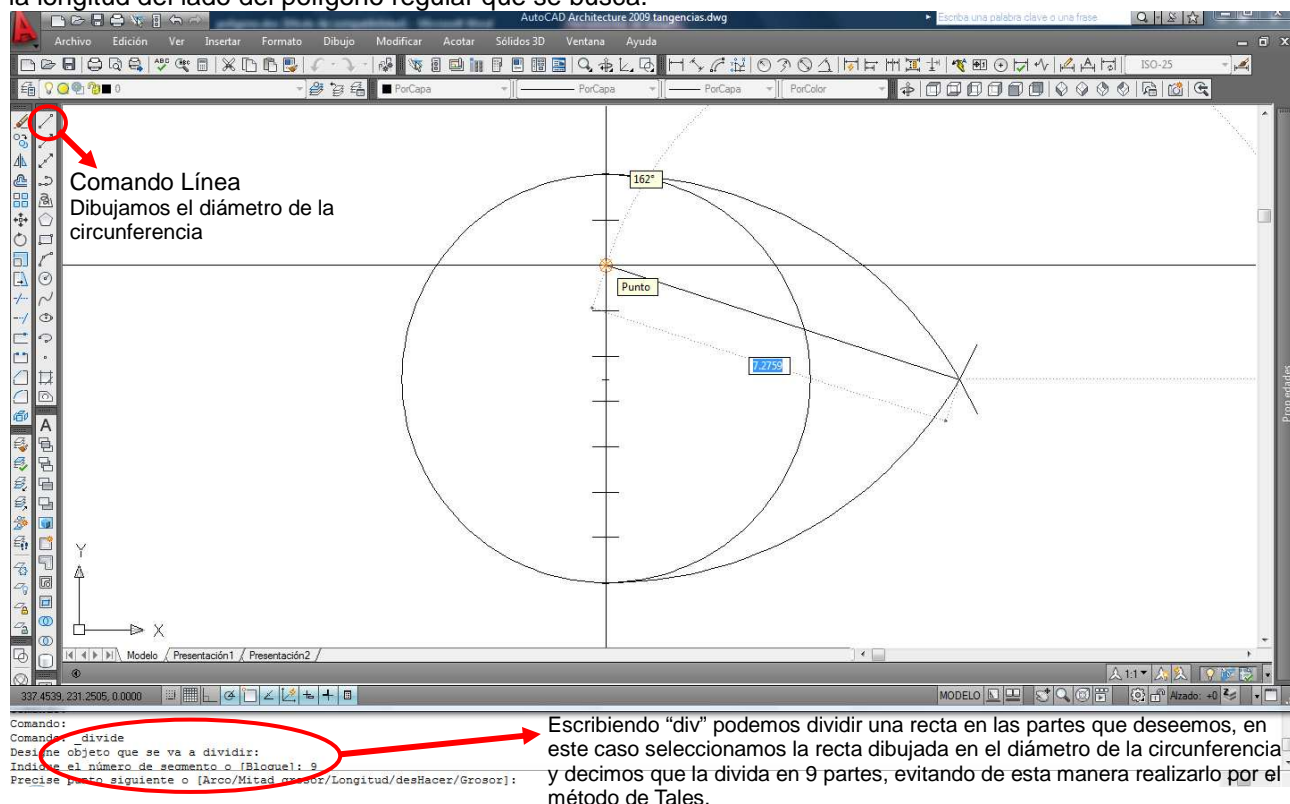 la longitud del lado del polígono regular que se busca.
AutoCAD Architecture 2009 tangencias.dwg
Escriba una palabra clave o una frase
Archivo Edición Ver Insertar Formato Dibujo Modificar Acotar Sólidos 3D Ventana Ayuda
ISO-25
0
PorCapa
PorCapa
PorCapa
PorColor
Comando Línea
Dibujamos el diámetro de la
circunferencia
162°
Punto
7.2759
Propiedades
A
Y
X
Modelo Presentación1 Presentación2
1:1
337.4539, 231.2505, 0.0000
MODELO
Alzado: +0
Comando:
Comando: _divide
Designe objeto que se va a dividir:
Indique el número de segmento o [Bloque]: 9
Precise punto siguiente o [Arco/Mitad grosor/Longitud/desHacer/Grosor]:
Escribiendo “div” podemos dividir una recta en las partes que deseemos, en
este caso seleccionamos la recta dibujada en el diámetro de la circunferencia
y decimos que la divida en 9 partes, evitando de esta manera realizarlo por el
método de Tales.